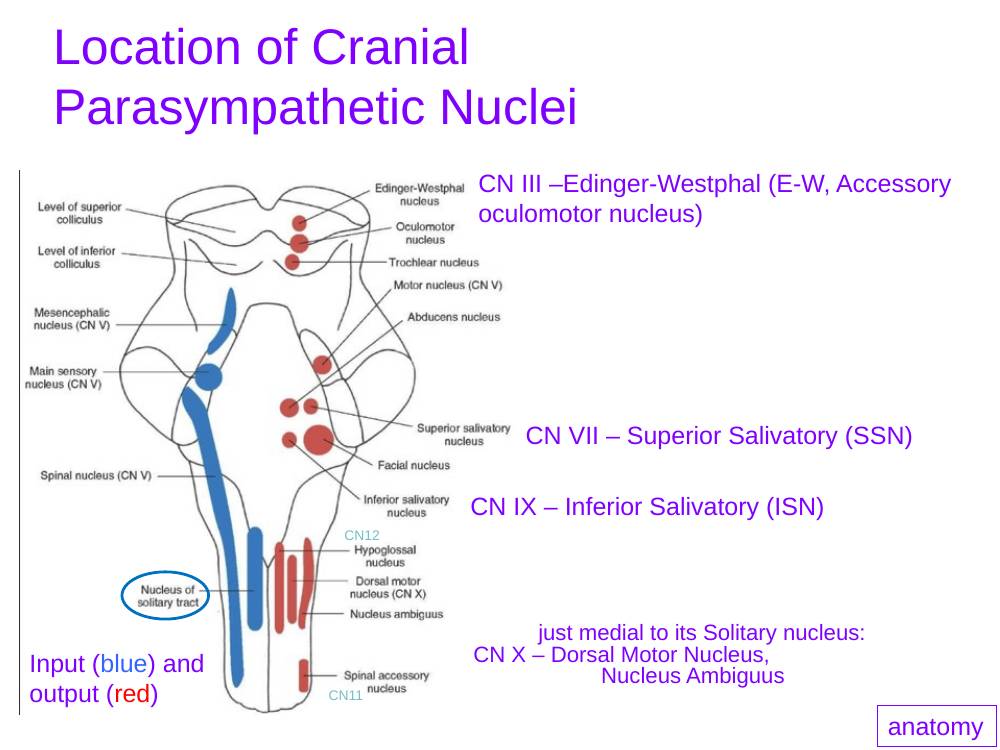 Location of Cranial
Parasympathetic Nuclei
Edinger-Westphal
nucleus
CN III –Edinger-Westphal (E-W, Accessory
oculomotor nucleus)
Level of superior
colliculus
Oculomotor
nucleus
Level of inferior
colliculus
Trochlear nucleus
Motor nucleus (CN V)
Mesencephalic
nucleus (CN V)
Abducens nucleus
Main sensory
nucleus (CN V)
Superior salivatory
nucleus
CN VII – Superior Salivatory (SSN)
Facial nucleus
Spinal nucleus (CN V)
Inferior salivatory
nucleus
CN IX – Inferior Salivatory (ISN)
CN12
Hypoglossal
nucleus
Dorsal motor
nucleus (CN X)
Nucleus of
solitary tract
Nucleus ambiguus
just medial to its Solitary nucleus:
CN X – Dorsal Motor Nucleus,
Nucleus Ambiguus
Input (blue) and
output (red)
Spinal accessory
nucleus
CN11
anatomy